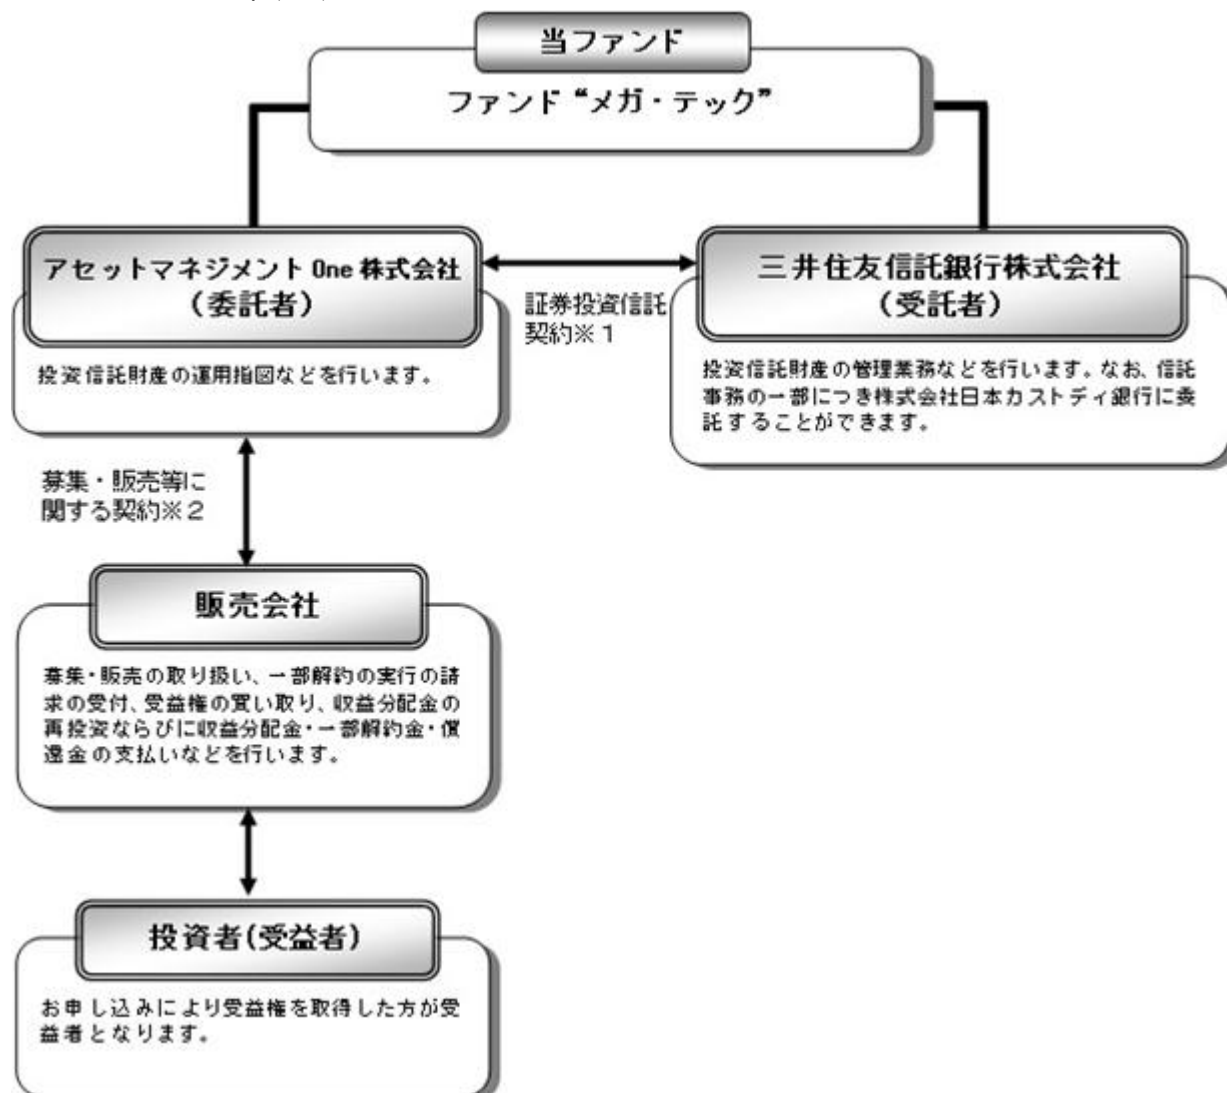 当ファンド
ファンド“メガ・テック”
アセットマネジメント One 株式会社
（委託者）
投資信託財産の運用指図などを行います。
証券投資信託
契約※１
三井住友信託銀行株式会社
（受託者）
投資信託財産の管理業務などを行います。なお、信託
事務の一部につき株式会社日本カストディ銀行に委
託することができます。
募集・販売等に
関する契約※２
販売会社
募集・販売の取り扱い、一部解約の実行の請
求の受付、受益権の買い取り、収益分配金の
再投資ならびに収益分配金・一部解約金・償
還金の支払いなどを行います。
投資者(受益者)
お申し込みにより受益権を取得した方が受
益者となります。